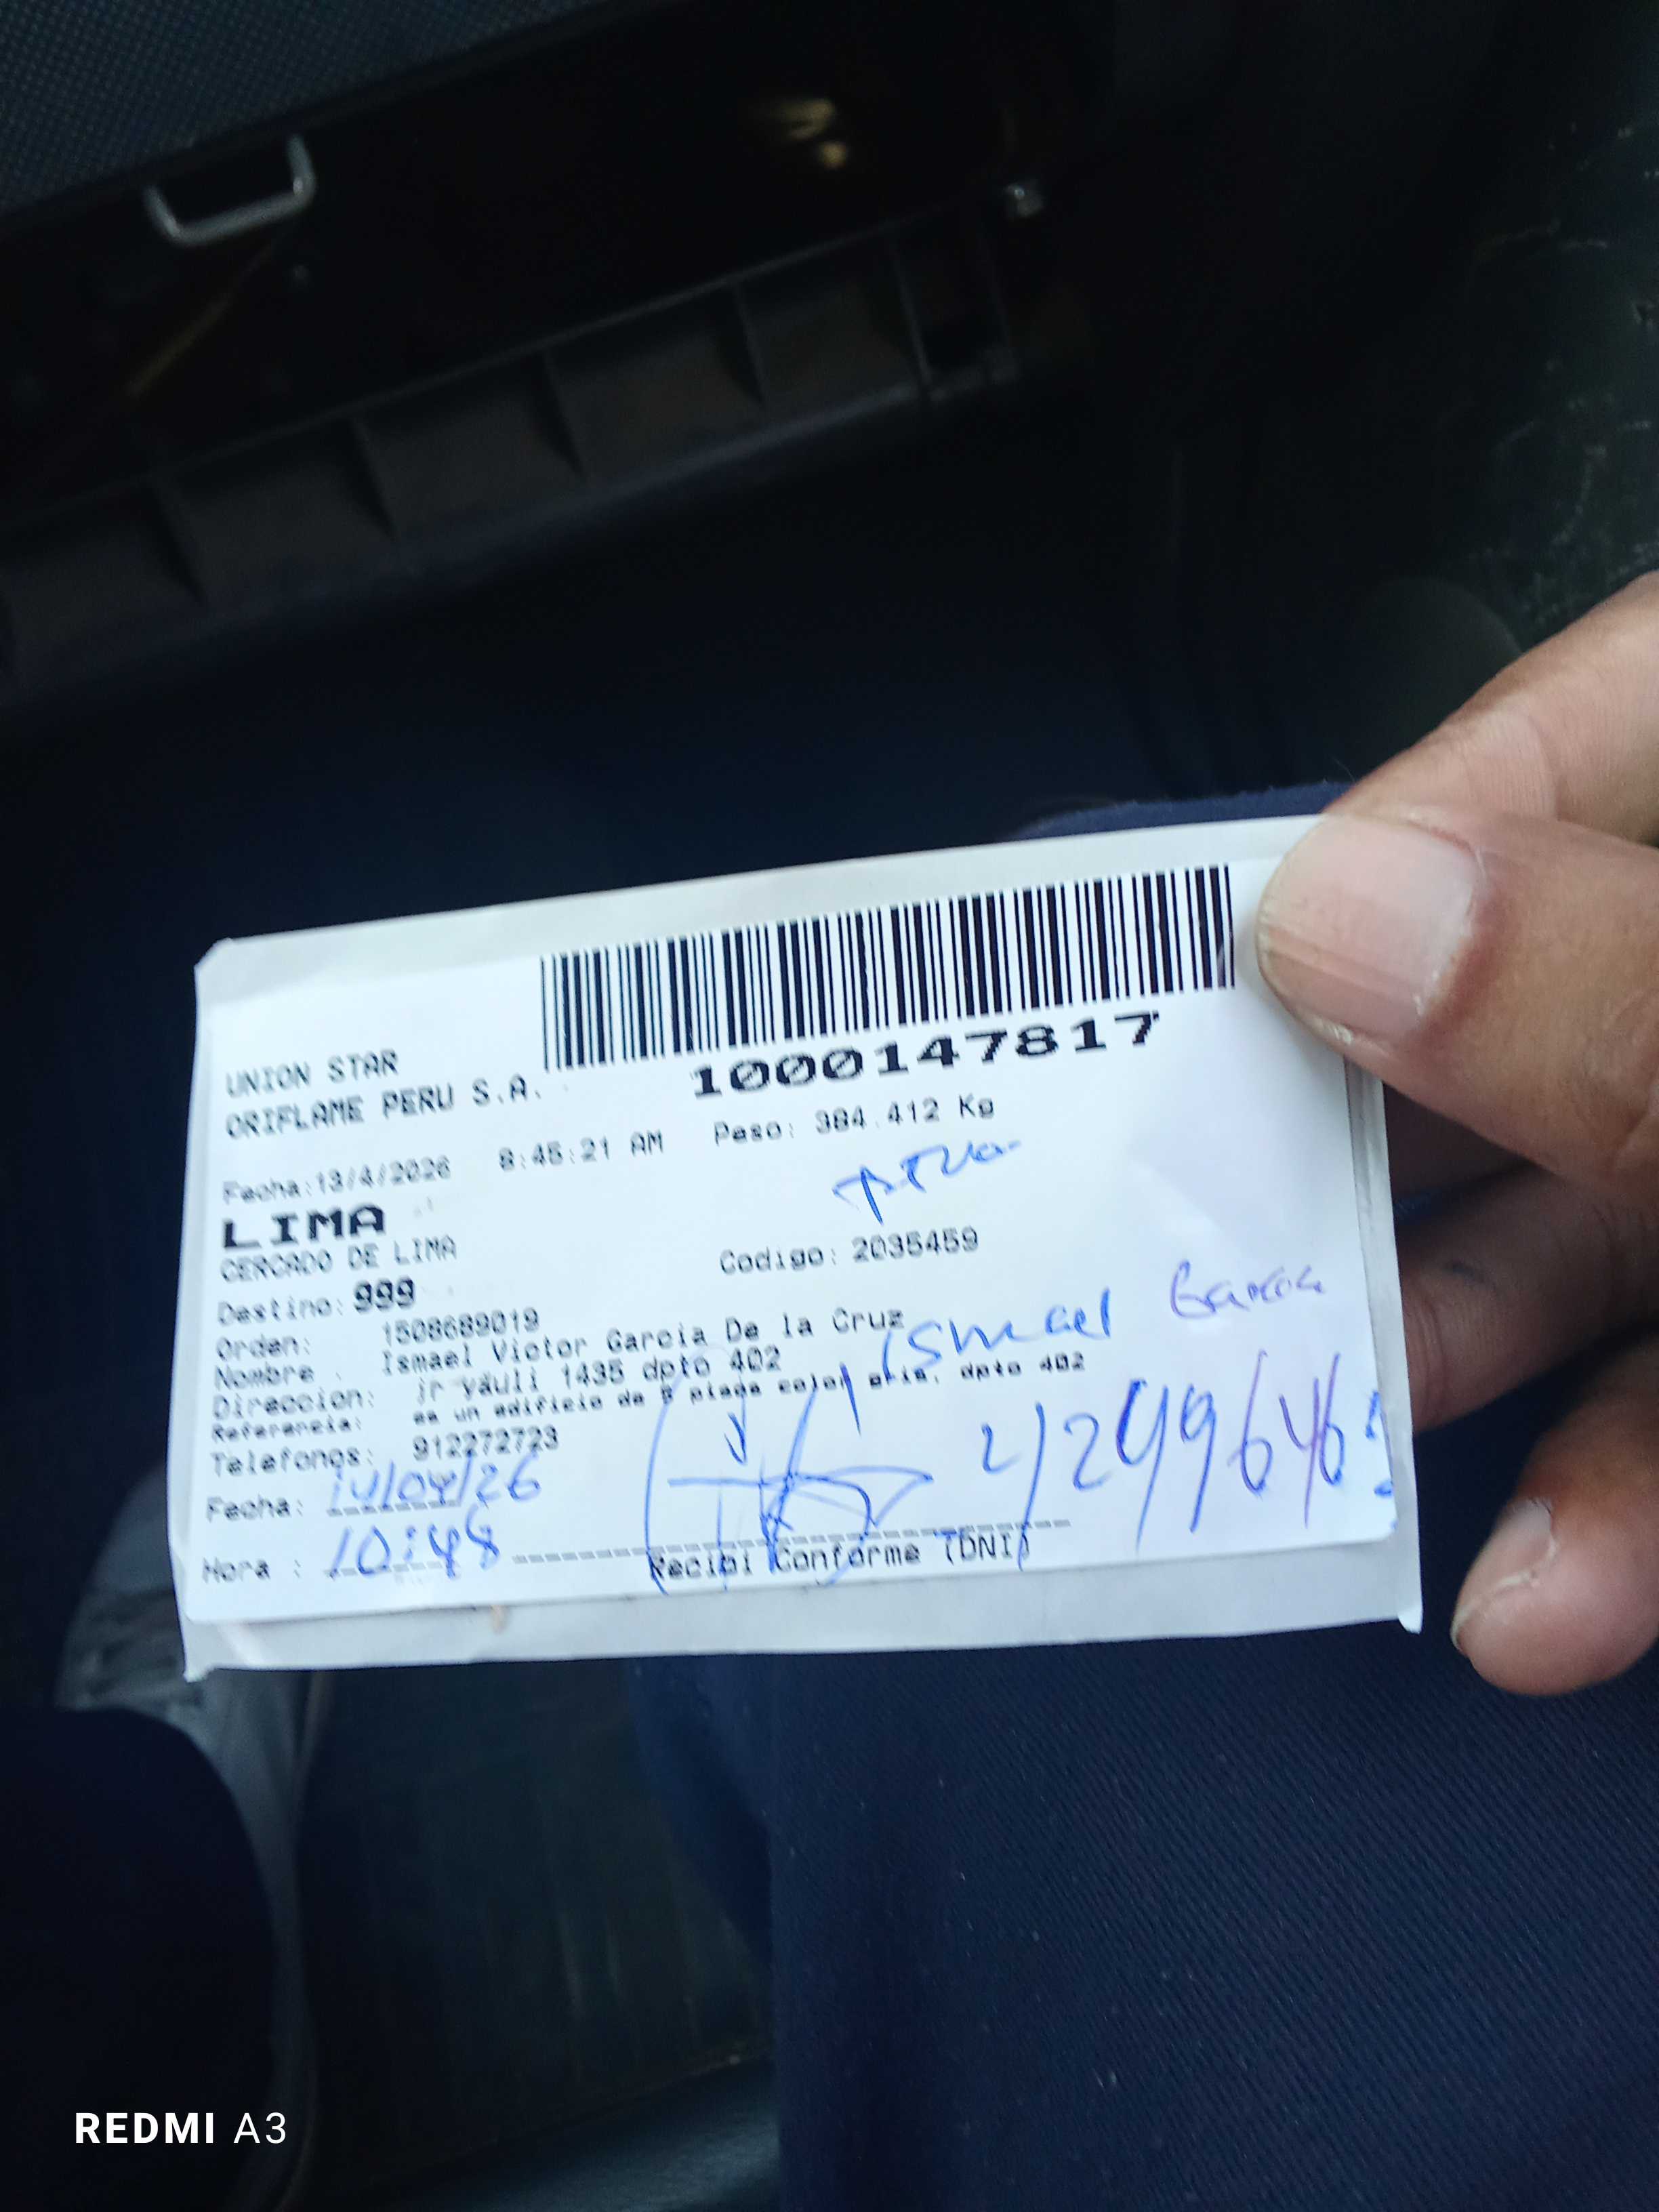 1000147817
UNION STAR
ORIFLAME PERU S.A.
Fecha:13/4/2026 8:45:21 AM Peso: 384.412 Kg
LIMA
CERCADO DE LIMA
Codigo: 2035459
Destino: 999
Orden: 1508689019
Nombre : Ismael Victor Garcia De la Cruz
Ismael Garcia
Direccion: jr yauli 1435 dpto 402
Referencia: es un edificio de 5 pisos color gris, dpto 402
Telefonos: 912272723
Fecha: 14/04/26
Hora : 10:48
Recibi Conforme (DNI)
REDMI A3